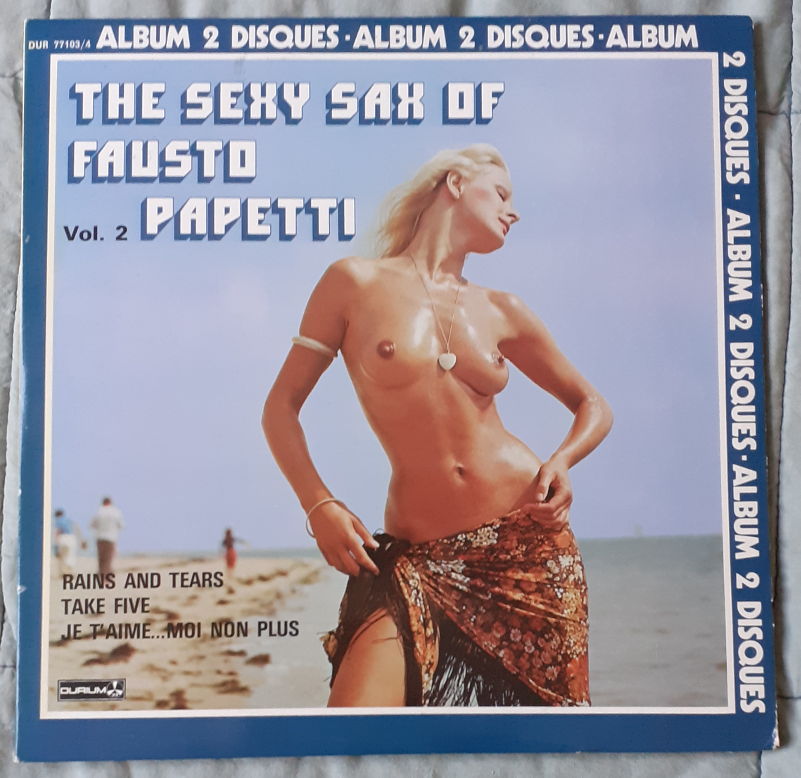 DUR 77103/4 ALBUM 2 DISQUES·ALBUM 2 DISQUES·ALBUM
2 DISQUES · ALBUM 2 DISQUES·ALBUM 2 DISQUES
THE SEXY SAX OF
FAUSTO
Vol. 2 PAPETTI
RAINS AND TEARS
TAKE FIVE
JE T'AIME...MOI NON PLUS
DURIUM